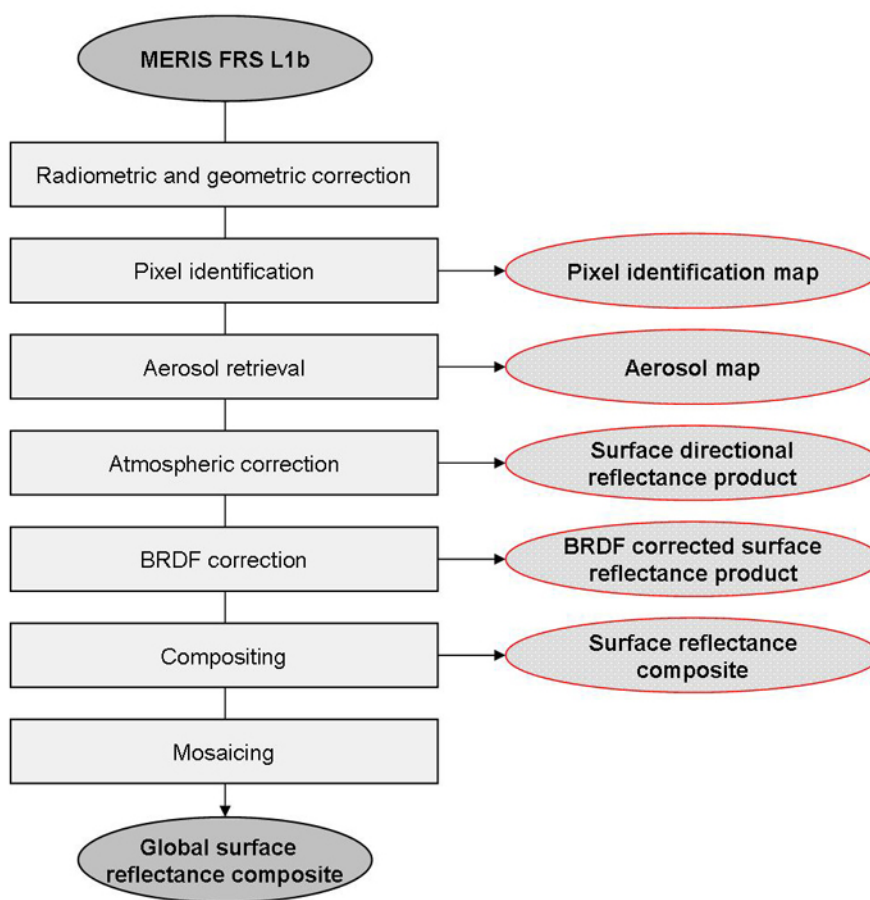 MERIS FRS L1b
Radiometric and geometric correction
Pixel identification
Pixel identification map
Aerosol retrieval
Aerosol map
Atmospheric correction
Surface directional
reflectance product
BRDF correction
BRDF corrected surface
reflectance product
Compositing
Surface reflectance
composite
Mosaicing
Global surface
reflectance composite